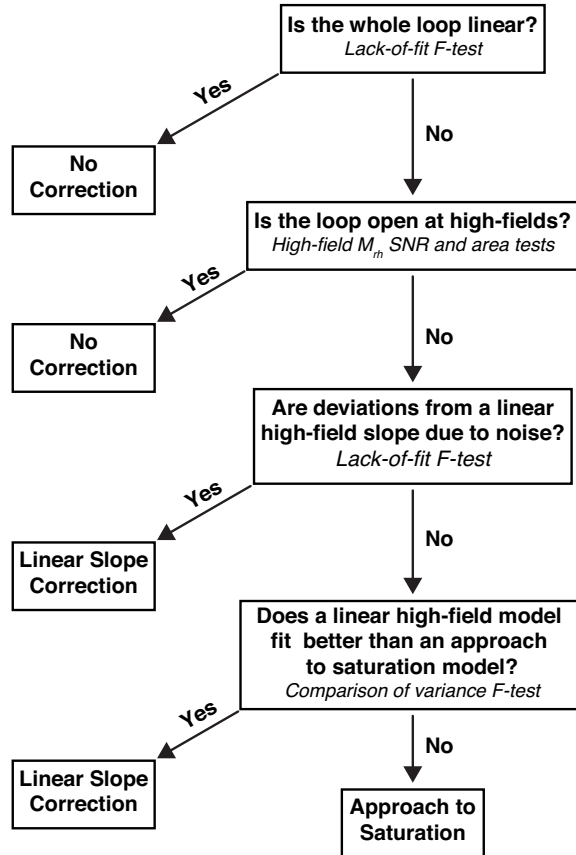 Is the whole loop linear?
Lack-of-fit F-test
Yes
No
No
Correction
Is the loop open at high-fields?
High-field Mrh SNR and area tests
Yes
No
No
Correction
Are deviations from a linear
high-field slope due to noise?
Lack-of-fit F-test
Yes
No
Linear Slope
Correction
Does a linear high-field model
fit better than an approach
to saturation model?
Comparison of variance F-test
Yes
No
Linear Slope
Correction
Approach to
Saturation